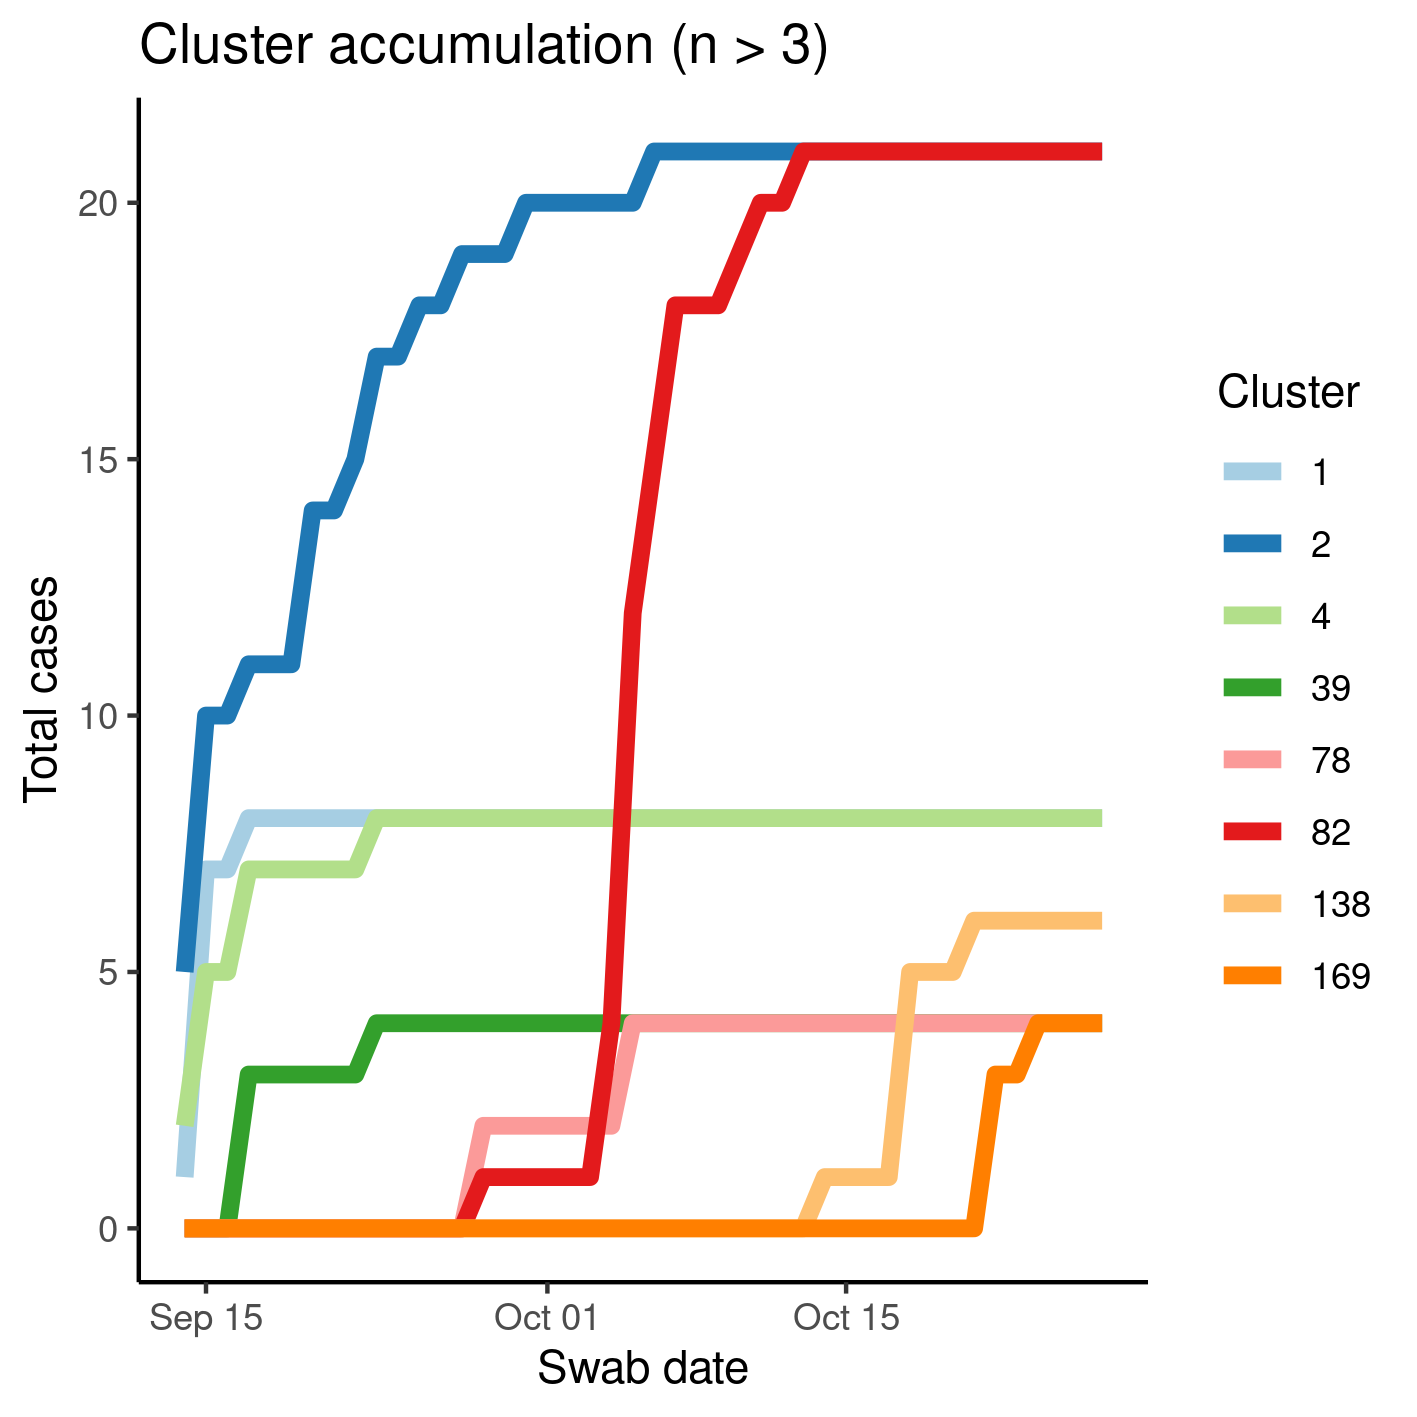 Cluster accumulation (n > 3)
20
15
10
5
0
Total cases
Sep 15
Oct 01
Oct 15
Swab date
Cluster
1
2
4
39
78
82
138
169